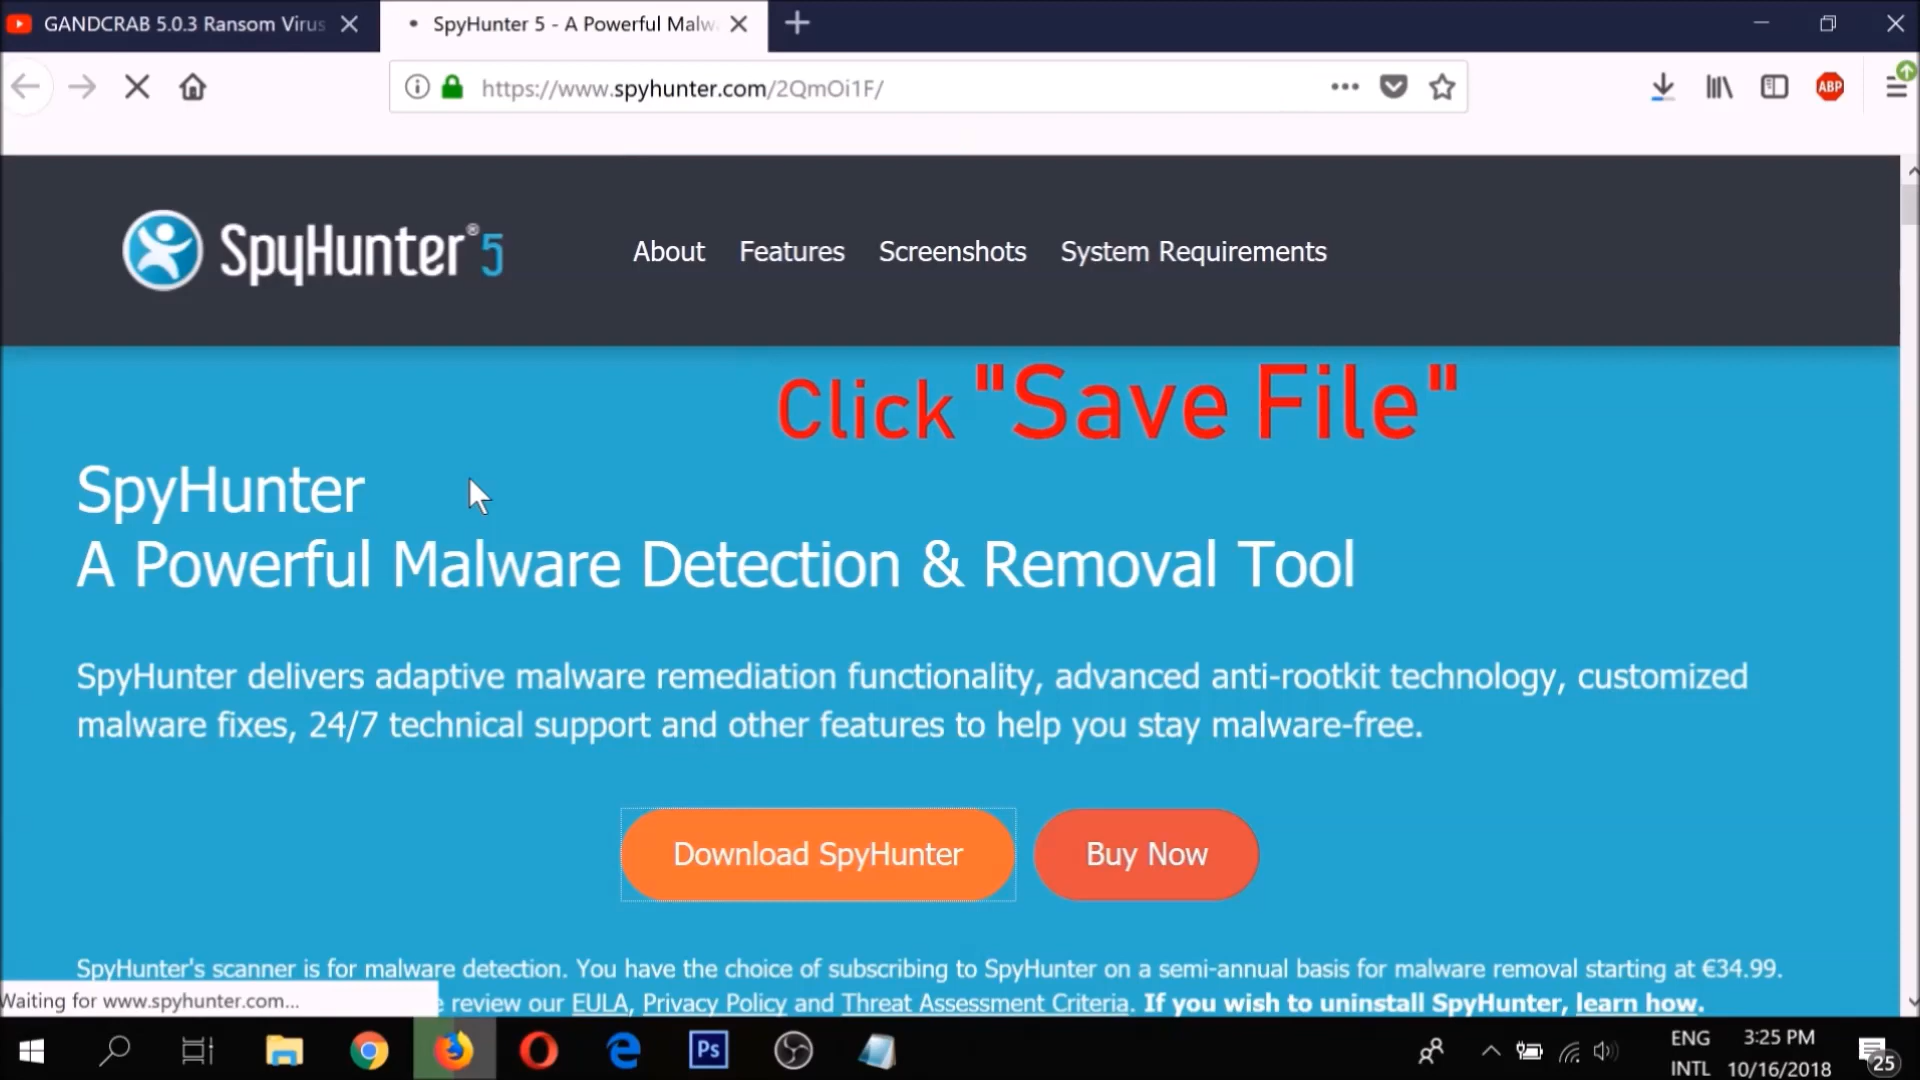 GANDCRAB 5.0.3 Ransom Virus
SpyHunter 5 - A Powerful Malw
https://www.spyhunter.com/2QmOi1F/
ABP
SpyHunter® 5
About Features Screenshots System Requirements
Click "Save File"
SpyHunter
A Powerful Malware Detection & Removal Tool
SpyHunter delivers adaptive malware remediation functionality, advanced anti-rootkit technology, customized
malware fixes, 24/7 technical support and other features to help you stay malware-free.
Download SpyHunter Buy Now
SpyHunter's scanner is for malware detection. You have the choice of subscribing to SpyHunter on a semi-annual basis for malware removal starting at €34.99.
Waiting for www.spyhunter.com...
e review our EULA, Privacy Policy and Threat Assessment Criteria. If you wish to uninstall SpyHunter, learn how.
Ps
ENG 3:25 PM
INTL 10/16/2018
25